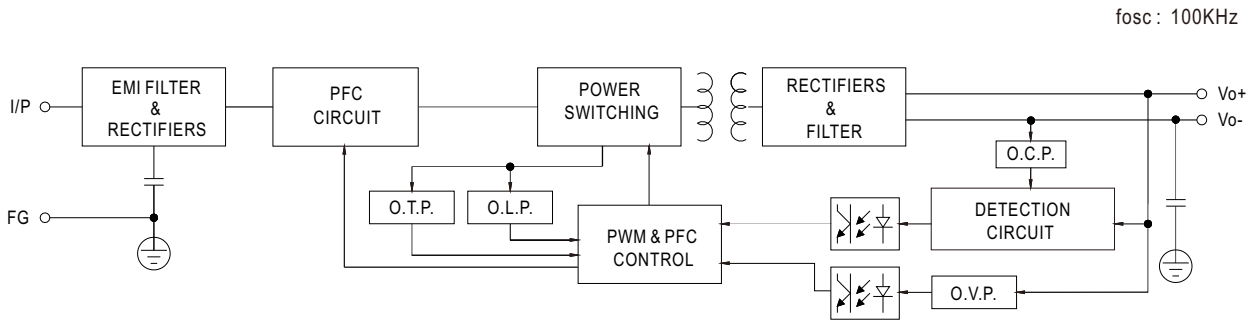 fosc : 100KHz
EMI FILTER
&
RECTIFIERS
PFC
CIRCUIT
POWER
SWITCHING
RECTIFIERS
&
FILTER
I/P
Vo+
Vo-
O.C.P.
O.T.P.
O.L.P.
FG
PWM & PFC
CONTROL
DETECTION
CIRCUIT
O.V.P.